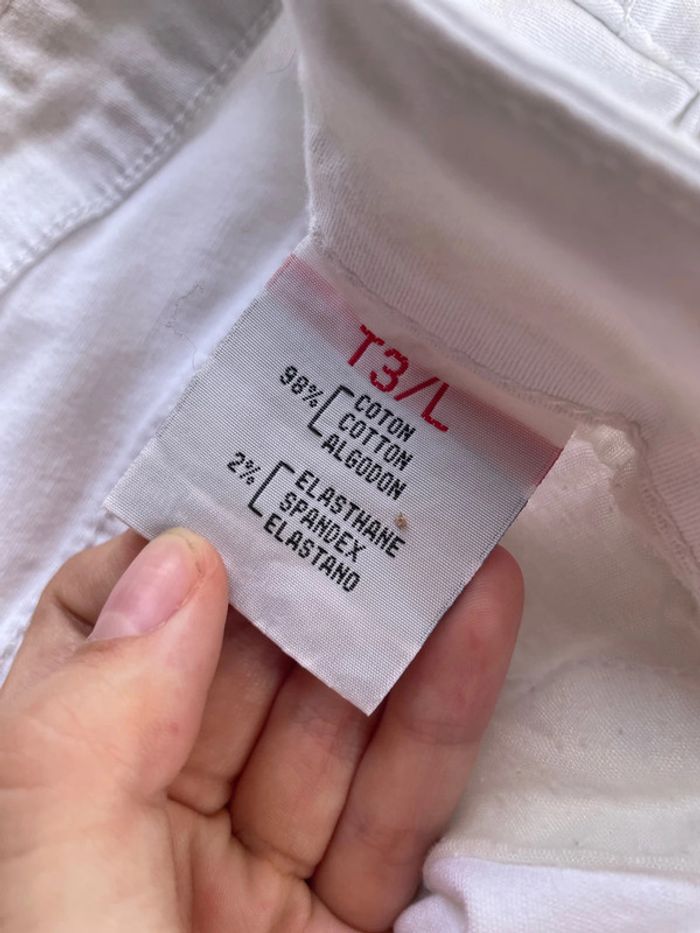 T3/L
98% COTON
COTTON
ALGODON
2% ELASTHANE
SPANDEX
ELASTANO